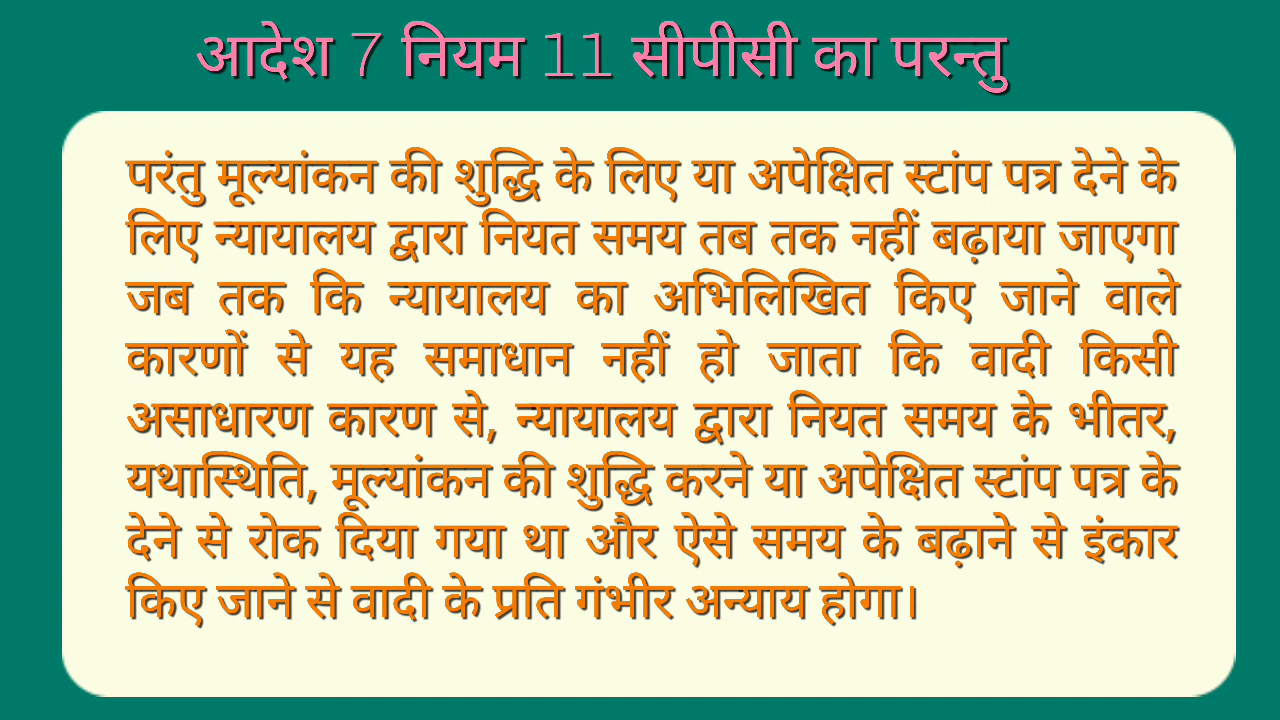 आदेश 7 नियम 11 सीपीसी का परन्तु
परंतु मूल्यांकन की शुद्धि के लिए या अपेक्षित स्टांप पत्र देने के
लिए न्यायालय द्वारा नियत समय तब तक नहीं बढ़ाया जाएगा
जब तक कि न्यायालय का अभिलिखित किए जाने वाले
कारणों से यह समाधान नहीं हो जाता कि वादी किसी
असाधारण कारण से, न्यायालय द्वारा नियत समय के भीतर,
यथास्थिति, मूल्यांकन की शुद्धि करने या अपेक्षित स्टांप पत्र के
देने से रोक दिया गया था और ऐसे समय के बढ़ाने से इंकार
किए जाने से वादी के प्रति गंभीर अन्याय होगा।